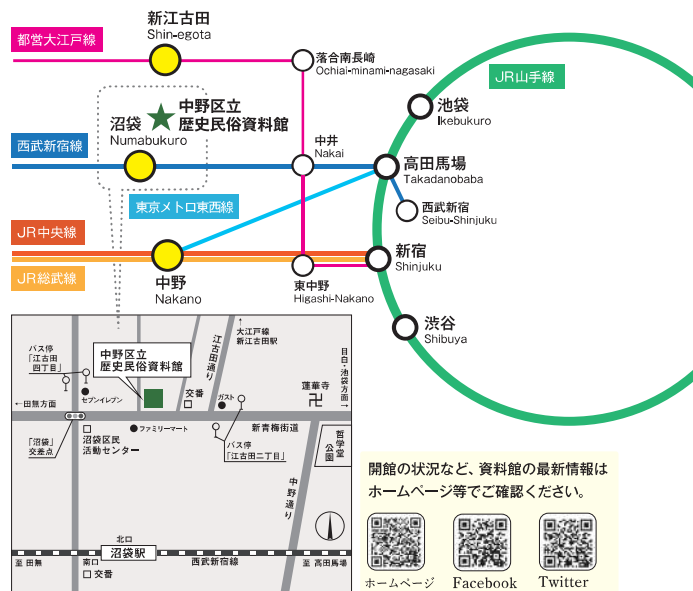 新江古田
Shin-egota
都営大江戸線
落合南長崎
Ochiai-minami-nagasaki
JR山手線
池袋
Ikebukuro
沼袋
Numabukuro
中野区立
歴史民俗資料館
西武新宿線
中井
Nakai
高田馬場
Takadanobaba
西武新宿
Seibu-Shinjuku
東京メトロ東西線
JR中央線
JR総武線
中野
Nakano
東中野
Higashi-Nakano
新宿
Shinjuku
渋谷
Shibuya
バス停
「江古田
四丁目」
中野区立
歴史民俗資料館
↑
大江戸線
新江古田駅
江古田通り
目白・池袋方面→
セブンイレブン
交番
ガスト
蓮華寺
卍
←田無方面
「沼袋」
交差点
沼袋区民
活動センター
ファミリーマート
新青梅街道
バス停
「江古田二丁目」
哲学堂
公園
中野通り
北口
沼袋駅
南口
交番
至 田無
西武新宿線
至 高田馬場
開館の状況など、資料館の最新情報は
ホームページ等でご確認ください。
ホームページ
Facebook
Twitter